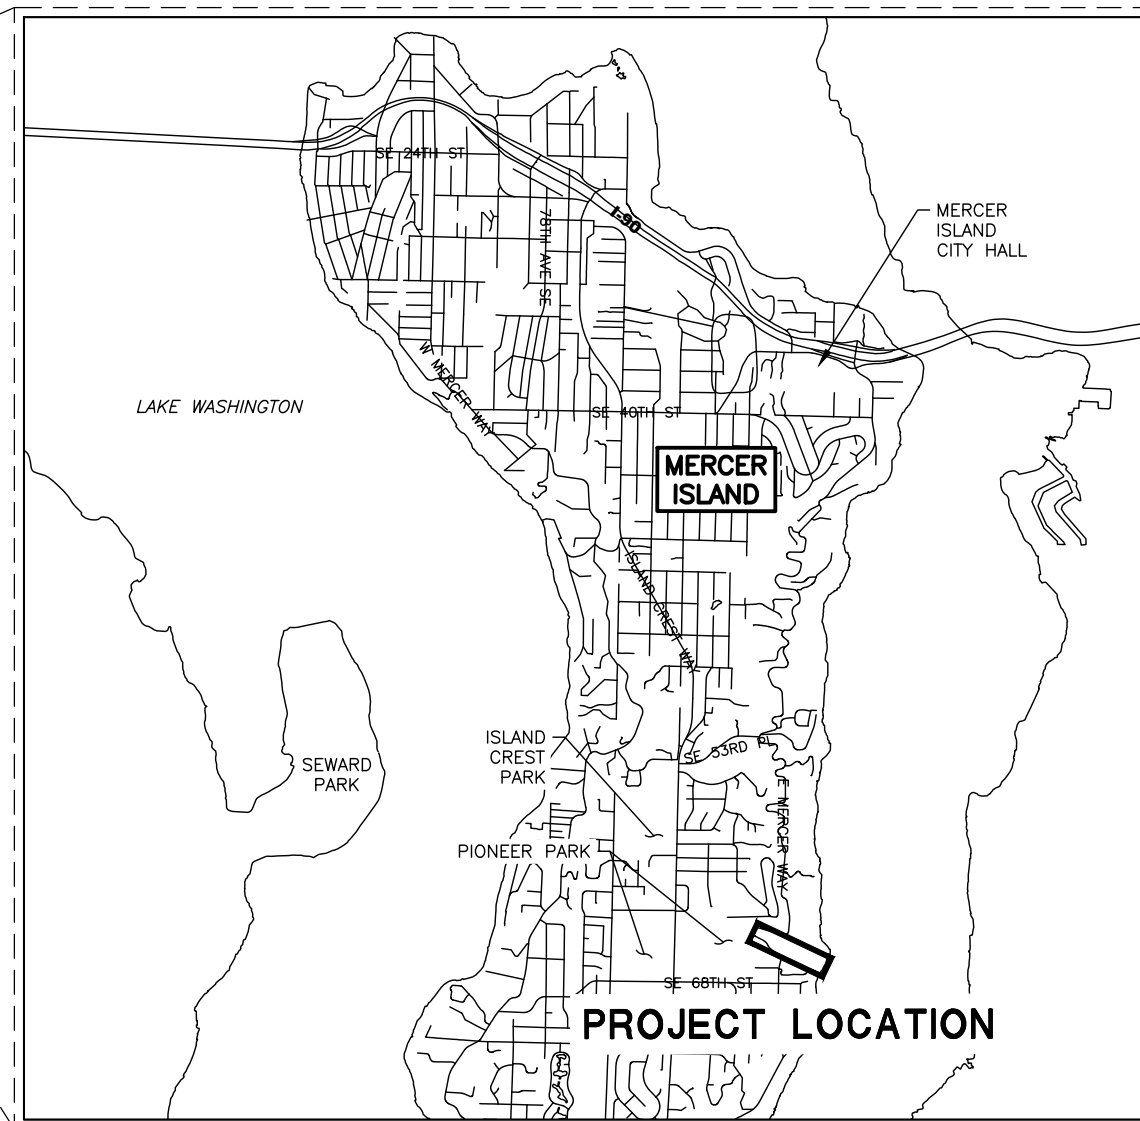 SE 24TH ST
I-90
78TH AVE SE
MERCER
ISLAND
CITY HALL
W MERCER WAY
LAKE WASHINGTON
SE 40TH ST
MERCER
ISLAND
ISLAND CREST WAY
ISLAND
CREST
PARK
SE 53RD PL
SEWARD
PARK
E MERCER WAY
PIONEER PARK
SE 68TH ST
PROJECT LOCATION